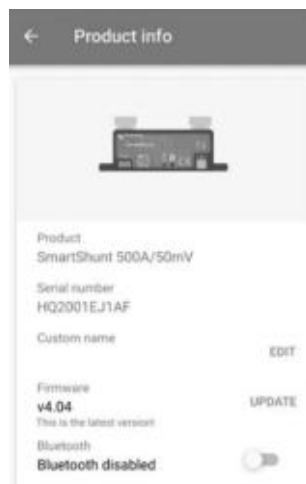 Product info
Product
SmartShunt 500A/50mV
Serial number
HQ2001EJ1AF
Custom name
EDIT
Firmware
v4.04
UPDATE
This is the latest version!
Bluetooth
Bluetooth disabled